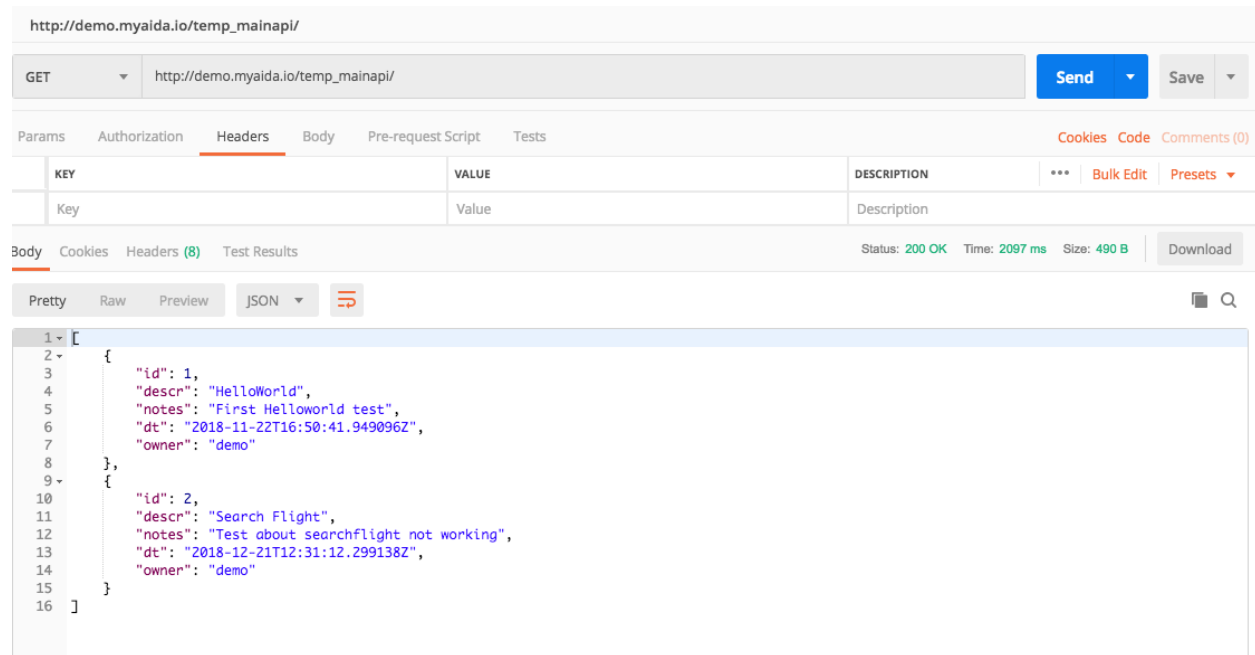 http://demo.myaida.io/temp_mainapi/
GET http://demo.myaida.io/temp_mainapi/ Send Save
Params Authorization Headers Body Pre-request Script Tests Cookies Code Comments (0)
KEY VALUE DESCRIPTION ••• Bulk Edit Presets
Key Value Description
Body Cookies Headers (8) Test Results Status: 200 OK Time: 2097 ms Size: 490 B Download
Pretty Raw Preview JSON
1 [
2 {
3 "id": 1,
4 "descr": "HelloWorld",
5 "notes": "First Helloworld test",
6 "dt": "2018-11-22T16:50:41.949096Z",
7 "owner": "demo"
8 },
9 {
10 "id": 2,
11 "descr": "Search Flight",
12 "notes": "Test about searchflight not working",
13 "dt": "2018-12-21T12:31:12.299138Z",
14 "owner": "demo"
15 }
16 ]